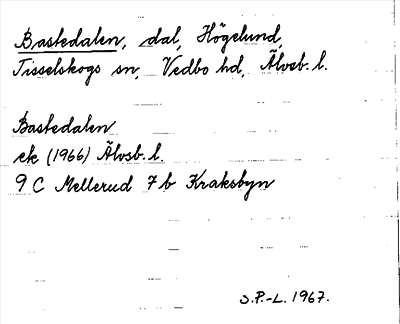 Bastedalen, dal, Högelund,
Tisselskogs sn, Vedbo hd, Älvsb. l.
Bastedalen
ek (1966) Älvsb. l.
9 C Mellerud 7 b Kraksbyn
S.P.-L. 1967.